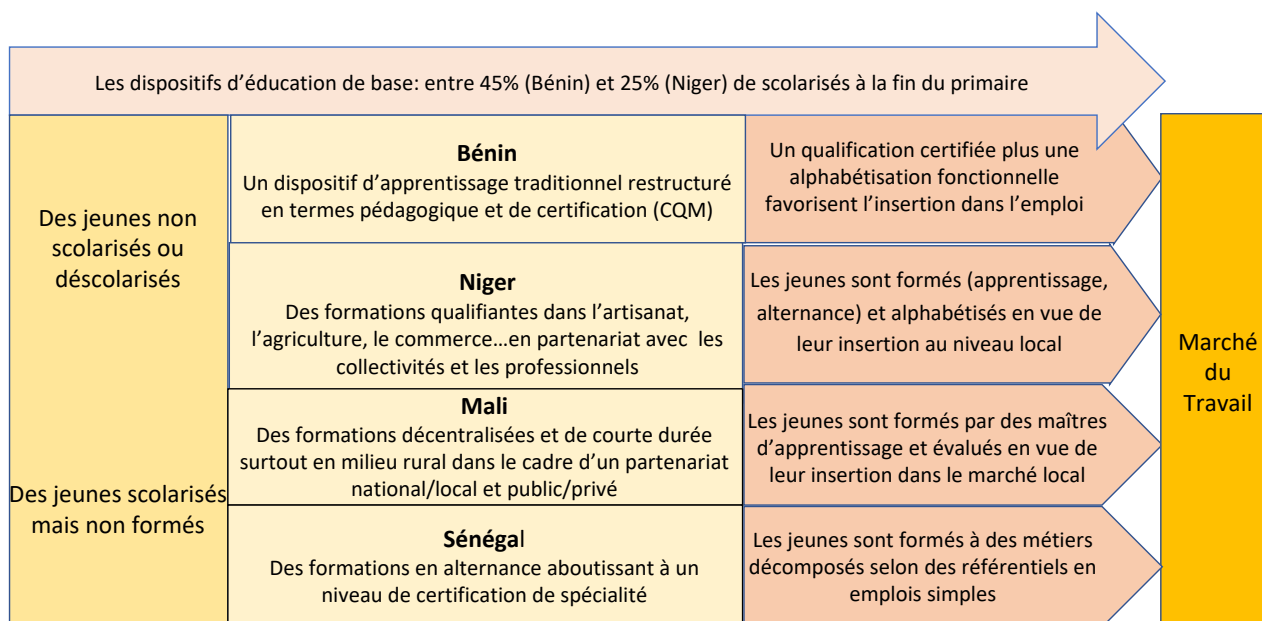 Les dispositifs d’éducation de base: entre 45% (Bénin) et 25% (Niger) de scolarisés à la fin du primaire
Des jeunes non
scolarisés ou
déscolarisés
Des jeunes scolarisés
mais non formés
Bénin
Un dispositif d’apprentissage traditionnel restructuré
en termes pédagogique et de certification (CQM)
Un qualification certifiée plus une
alphabétisation fonctionnelle
favorisent l’insertion dans l’emploi
Niger
Des formations qualifiantes dans l’artisanat,
l’agriculture, le commerce…en partenariat avec les
collectivités et les professionnels
Les jeunes sont formés (apprentissage,
alternance) et alphabétisés en vue de
leur insertion au niveau local
Mali
Des formations décentralisées et de courte durée
surtout en milieu rural dans le cadre d’un partenariat
national/local et public/privé
Les jeunes sont formés par des maîtres
d’apprentissage et évalués en vue de
leur insertion dans le marché local
Sénégal
Des formations en alternance aboutissant à un
niveau de certification de spécialité
Les jeunes sont formés à des métiers
décomposés selon des référentiels en
emplois simples
Marché
du
Travail